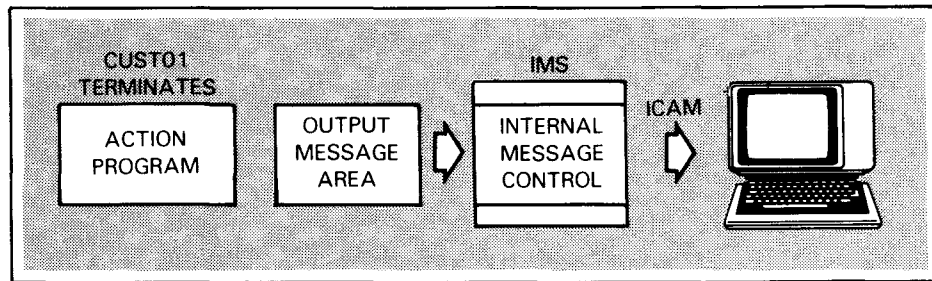 CUST01
TERMINATES
ACTION
PROGRAM
OUTPUT
MESSAGE
AREA
IMS
INTERNAL
MESSAGE
CONTROL
ICAM